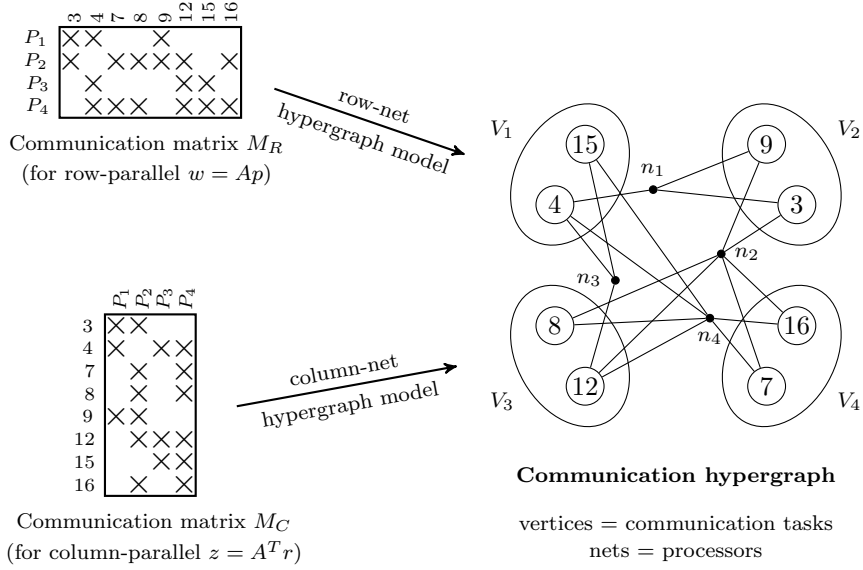 3 4 7 8 9 12 15 16
P₁
P₂
P₃
P₄
Communication matrix M_R
(for row-parallel w = Ap)
row-net
hypergraph model
P₁ P₂ P₃ P₄
3
4
7
8
9
12
15
16
Communication matrix M_C
(for column-parallel z = A^T r)
column-net
hypergraph model
V₁
V₂
15
9
n₁
4
3
n₂
n₃
8
n₄
16
12
7
V₃
V₄
Communication hypergraph
vertices = communication tasks
nets = processors